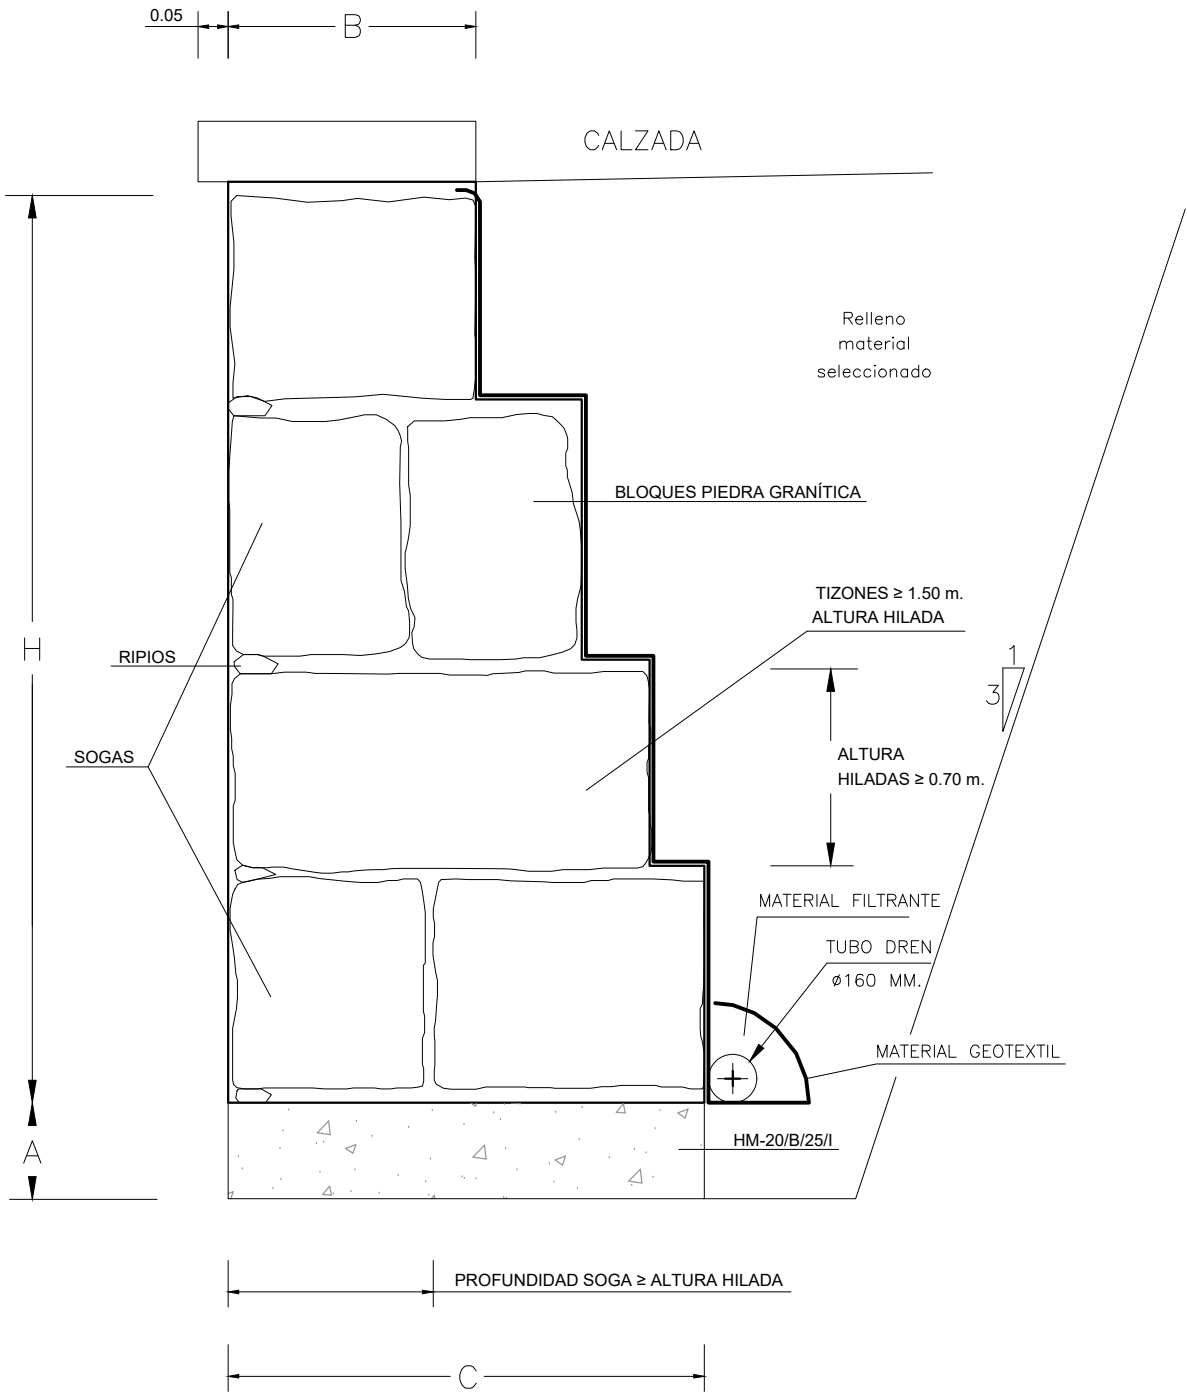 0.05
B
CALZADA
Relleno
material
seleccionado
BLOQUES PIEDRA GRANÍTICA
TIZONES ≥ 1.50 m.
ALTURA HILADA
H
RIPIOS
1
3
SOGAS
ALTURA
HILADAS ≥ 0.70 m.
MATERIAL FILTRANTE
TUBO DREN
Ø160 MM.
MATERIAL GEOTEXTIL
A
HM-20/B/25/I
PROFUNDIDAD SOGA ≥ ALTURA HILADA
C